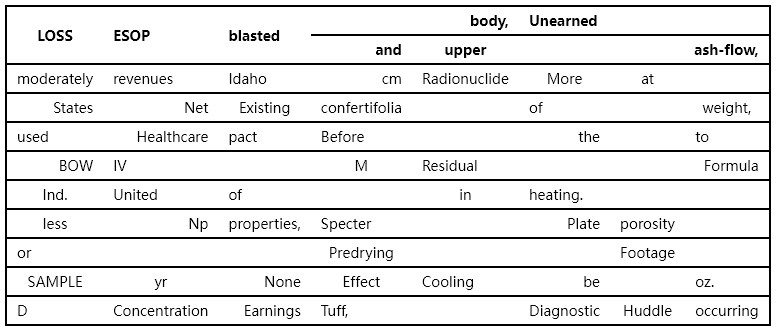 body, Unearned
LOSS ESOP blasted
and upper ash-flow,
moderately revenues Idaho cm Radionuclide More at
States Net Existing confertifolia of weight,
used Healthcare pact Before the to
BOW IV M Residual Formula
Ind. United of in heating.
less Np properties, Specter Plate porosity
or Predrying Footage
SAMPLE yr None Effect Cooling be oz.
D Concentration Earnings Tuff, Diagnostic Huddle occurring